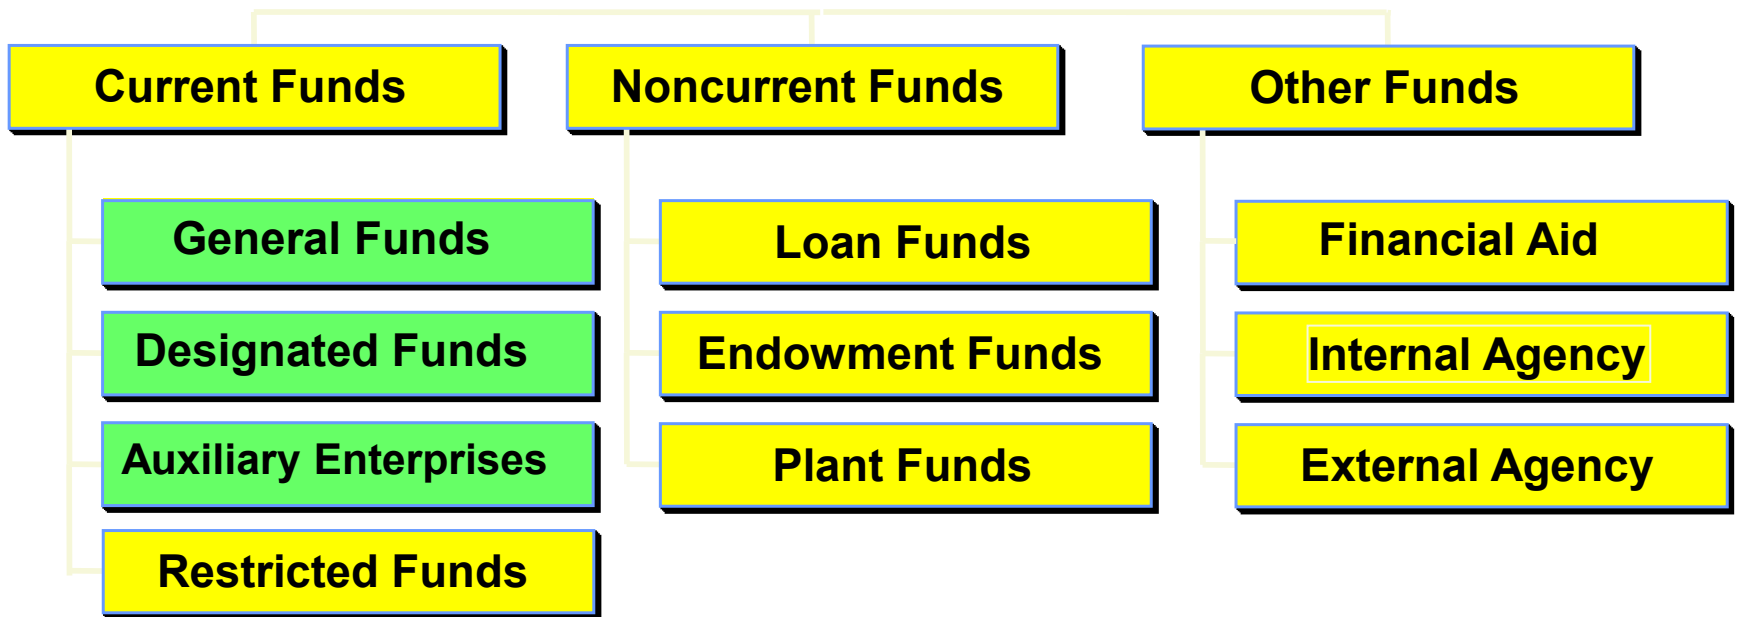 Current Funds
General Funds
Designated Funds
Auxiliary Enterprises
Restricted Funds
Noncurrent Funds
Loan Funds
Endowment Funds
Plant Funds
Other Funds
Financial Aid
Internal Agency
External Agency